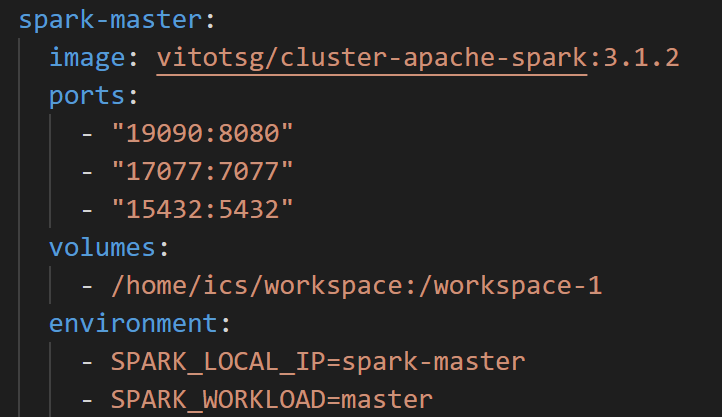 spark-master:
image: vitotsg/cluster-apache-spark:3.1.2
ports:
- "19090:8080"
- "17077:7077"
- "15432:5432"
volumes:
- /home/ics/workspace:/workspace-1
environment:
- SPARK_LOCAL_IP=spark-master
- SPARK_WORKLOAD=master